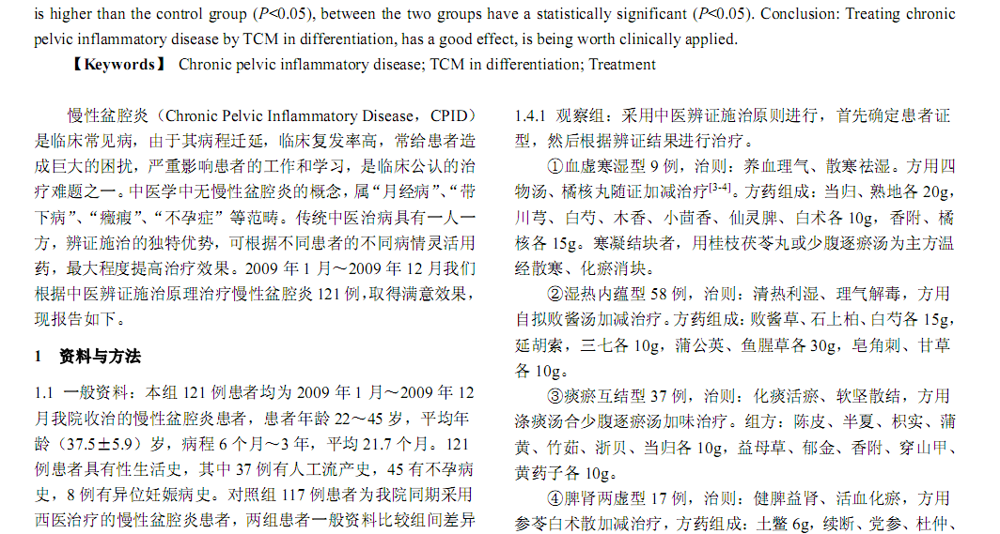 is higher than the control group (P<0.05), between the two groups have a statistically significant (P<0.05). Conclusion: Treating chronic
pelvic inflammatory disease by TCM in differentiation, has a good effect, is being worth clinically applied.
【Keywords】 Chronic pelvic inflammatory disease; TCM in differentiation; Treatment
慢性盆腔炎（Chronic Pelvic Inflammatory Disease，CPID）
是临床常见病，由于其病程迁延，临床复发率高，常给患者造
成巨大的困扰，严重影响患者的工作和学习，是临床公认的治
疗难题之一。中医学中无慢性盆腔炎的概念，属“月经病”、“带
下病”、“癥瘕”、“不孕症”等范畴。传统中医治病具有一人一
方，辨证施治的独特优势，可根据不同患者的不同病情灵活用
药，最大程度提高治疗效果。2009 年 1 月～2009 年 12 月我们
根据中医辨证施治原理治疗慢性盆腔炎 121 例，取得满意效果，
现报告如下。
1 资料与方法
1.1 一般资料：本组 121 例患者均为 2009 年 1 月～2009 年 12
月我院收治的慢性盆腔炎患者，患者年龄 22～45 岁，平均年
龄（37.5±5.9）岁，病程 6 个月～3 年，平均 21.7 个月。121
例患者具有性生活史，其中 37 例有人工流产史，45 有不孕病
史，8 例有异位妊娠病史。对照组 117 例患者为我院同期采用
西医治疗的慢性盆腔炎患者，两组患者一般资料比较组间差异
1.4.1 观察组：采用中医辨证施治原则进行，首先确定患者证
型，然后根据辨证结果进行治疗。
①血虚寒湿型 9 例，治则：养血理气、散寒祛湿。方用四
物汤、橘核丸随证加减治疗[3-4]。方药组成：当归、熟地各 20g，
川芎、白芍、木香、小茴香、仙灵脾、白术各 10g，香附、橘
核各 15g。寒凝结块者，用桂枝茯苓丸或少腹逐瘀汤为主方温
经散寒、化瘀消块。
②湿热内蕴型 58 例，治则：清热利湿、理气解毒，方用
自拟败酱汤加减治疗。方药组成：败酱草、石上柏、白芍各 15g，
延胡索，三七各 10g，蒲公英、鱼腥草各 30g，皂角刺、甘草
各 10g。
③痰瘀互结型 37 例，治则：化痰活瘀、软坚散结，方用
涤痰汤合少腹逐瘀汤加味治疗。组方：陈皮、半夏、枳实、蒲
黄、竹茹、浙贝、当归各 10g，益母草、郁金、香附、穿山甲、
黄药子各 10g。
④脾肾两虚型 17 例，治则：健脾益肾、活血化瘀，方用
参苓白术散加减治疗，方药组成：土鳖 6g，续断、党参、杜仲、